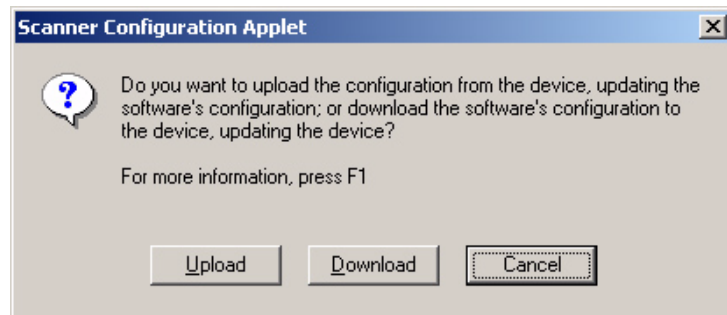 Scanner Configuration Applet
Do you want to upload the configuration from the device, updating the
software's configuration; or download the software's configuration to
the device, updating the device?
For more information, press F1
Upload
Download
Cancel